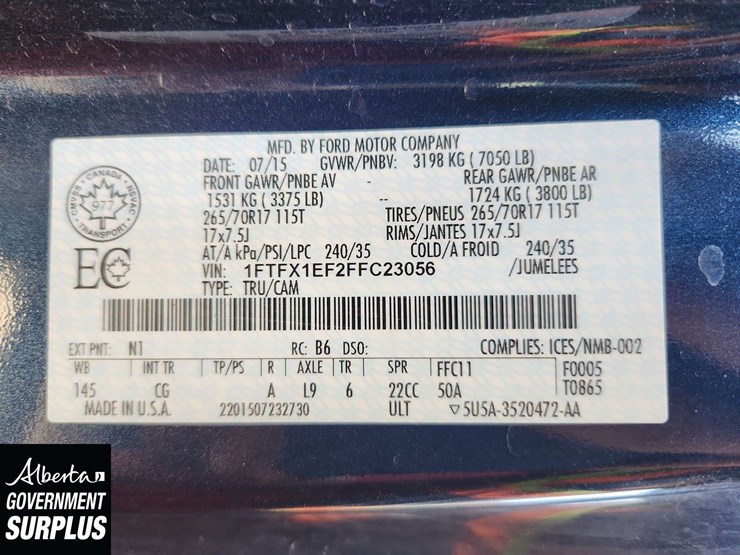 MFD. BY FORD MOTOR COMPANY
DATE: 07/15 GVWR/PNBV: 3198 KG ( 7050 LB)
FRONT GAWR/PNBE AV - REAR GAWR/PNBE AR
1531 KG ( 3375 LB) -- 1724 KG ( 3800 LB)
265/70R17 115T TIRES/PNEUS 265/70R17 115T
17x7.5J RIMS/JANTES 17x7.5J
AT/A kPa/PSI/LPC 240/35 COLD/A FROID 240/35
VIN: 1FTFX1EF2FFC23056 /JUMELEES
TYPE: TRU/CAM
CANADA
CMVSS NSVAC
977
TRANSPORT
EC
EXT PNT: N1 RC: B6 DSO: COMPLIES: ICES/NMB-002
WB INT TR TP/PS R AXLE TR SPR FFC11 F0005
145 CG A L9 6 22CC 50A T0865
MADE IN U.S.A. 2201507232730 ULT ▽5U5A-3520472-AA
Alberta
GOVERNMENT
SURPLUS